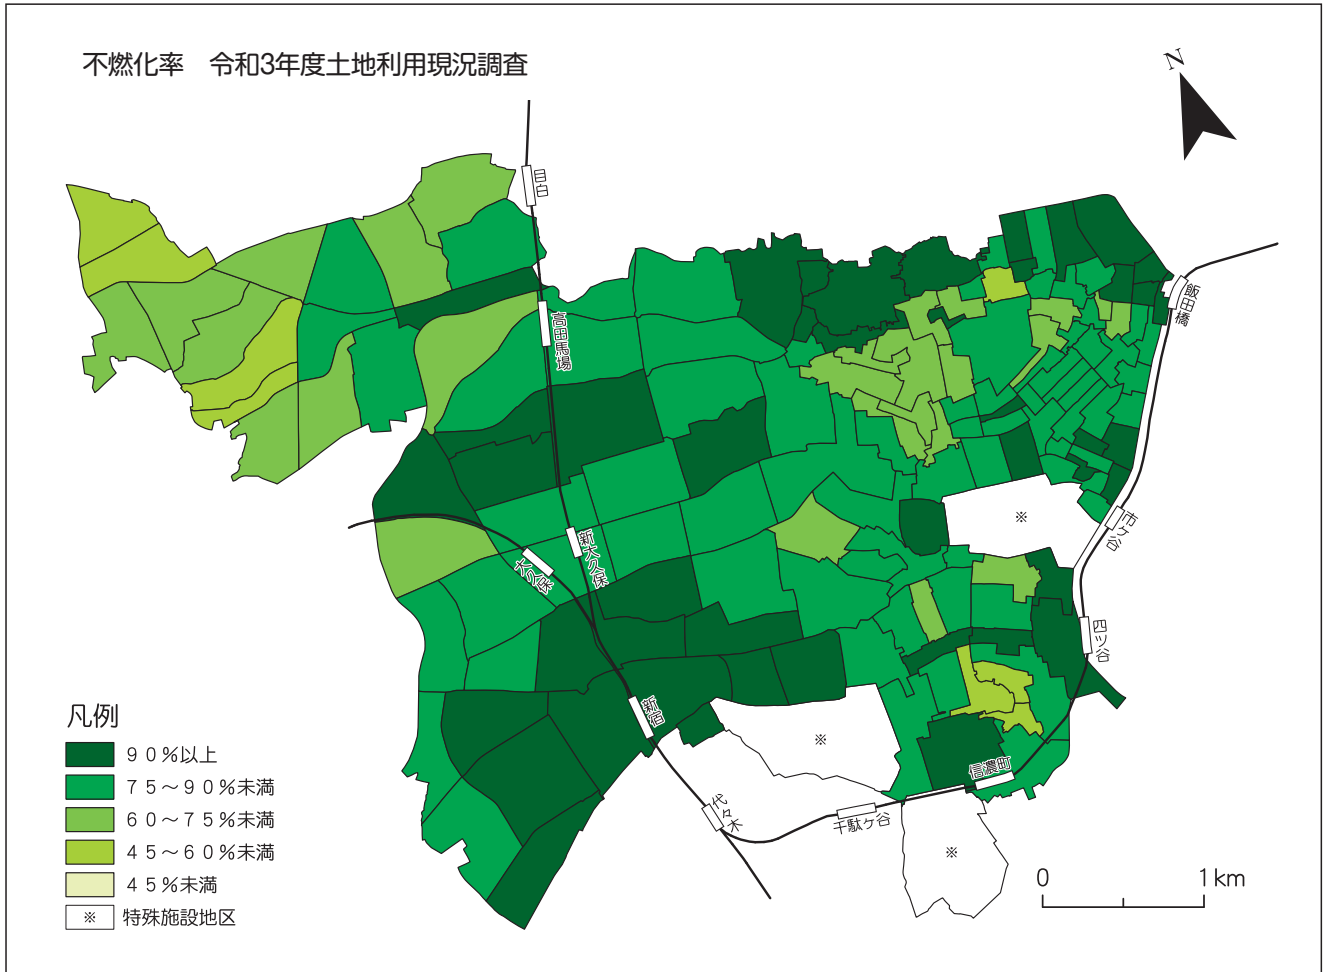 不燃化率　令和3年度土地利用現況調査
N
目白
高田馬場
飯田橋
新大久保
大久保
市ケ谷
四ツ谷
新宿
代々木
千駄ケ谷
信濃町
※
※
※
凡例
９０％以上
７５～９０％未満
６０～７５％未満
４５～６０％未満
４５％未満
※ 特殊施設地区
0 1km